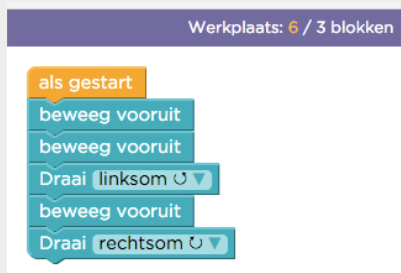 Werkplaats: 6 / 3 blokken
als gestart
beweeg vooruit
beweeg vooruit
Draai linksom ↺ ▼
beweeg vooruit
Draai rechtsom ↻ ▼